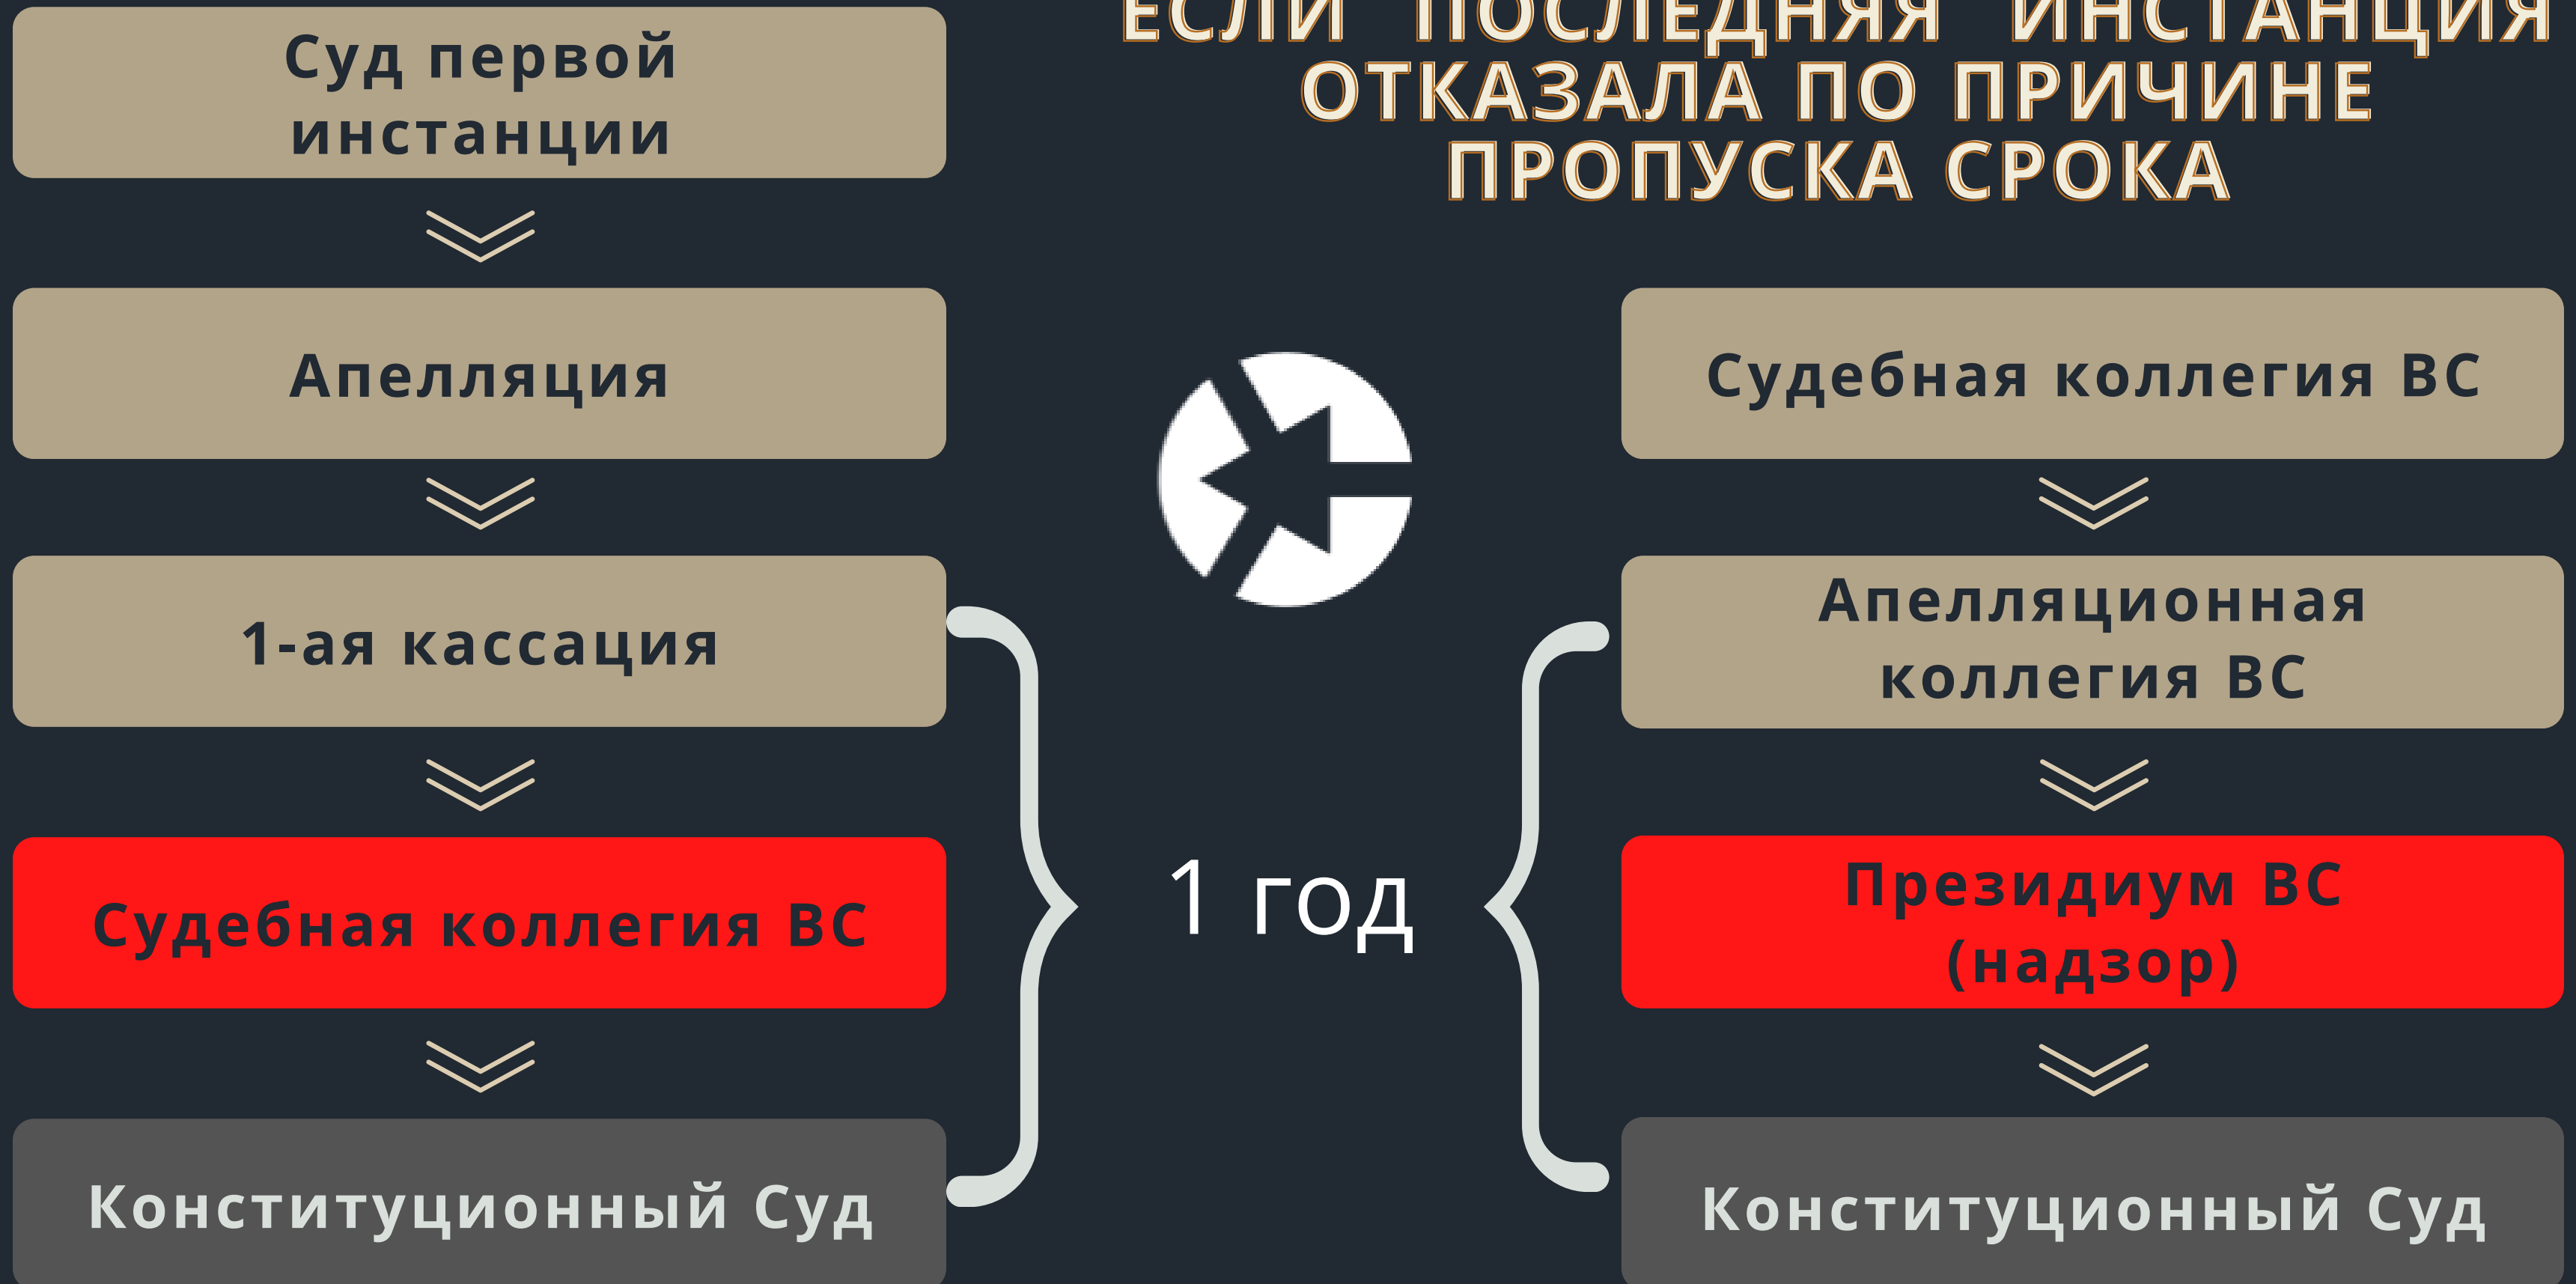 Суд первой
инстанции
Апелляция
1-ая кассация
Судебная коллегия ВС
Конституционный Суд
ЕСЛИ ПОСЛЕДНЯЯ ИНСТАНЦИЯ
ОТКАЗАЛА ПО ПРИЧИНЕ
ПРОПУСКА СРОКА
1 год
Судебная коллегия ВС
Апелляционная
коллегия ВС
Президиум ВС
(надзор)
Конституционный Суд